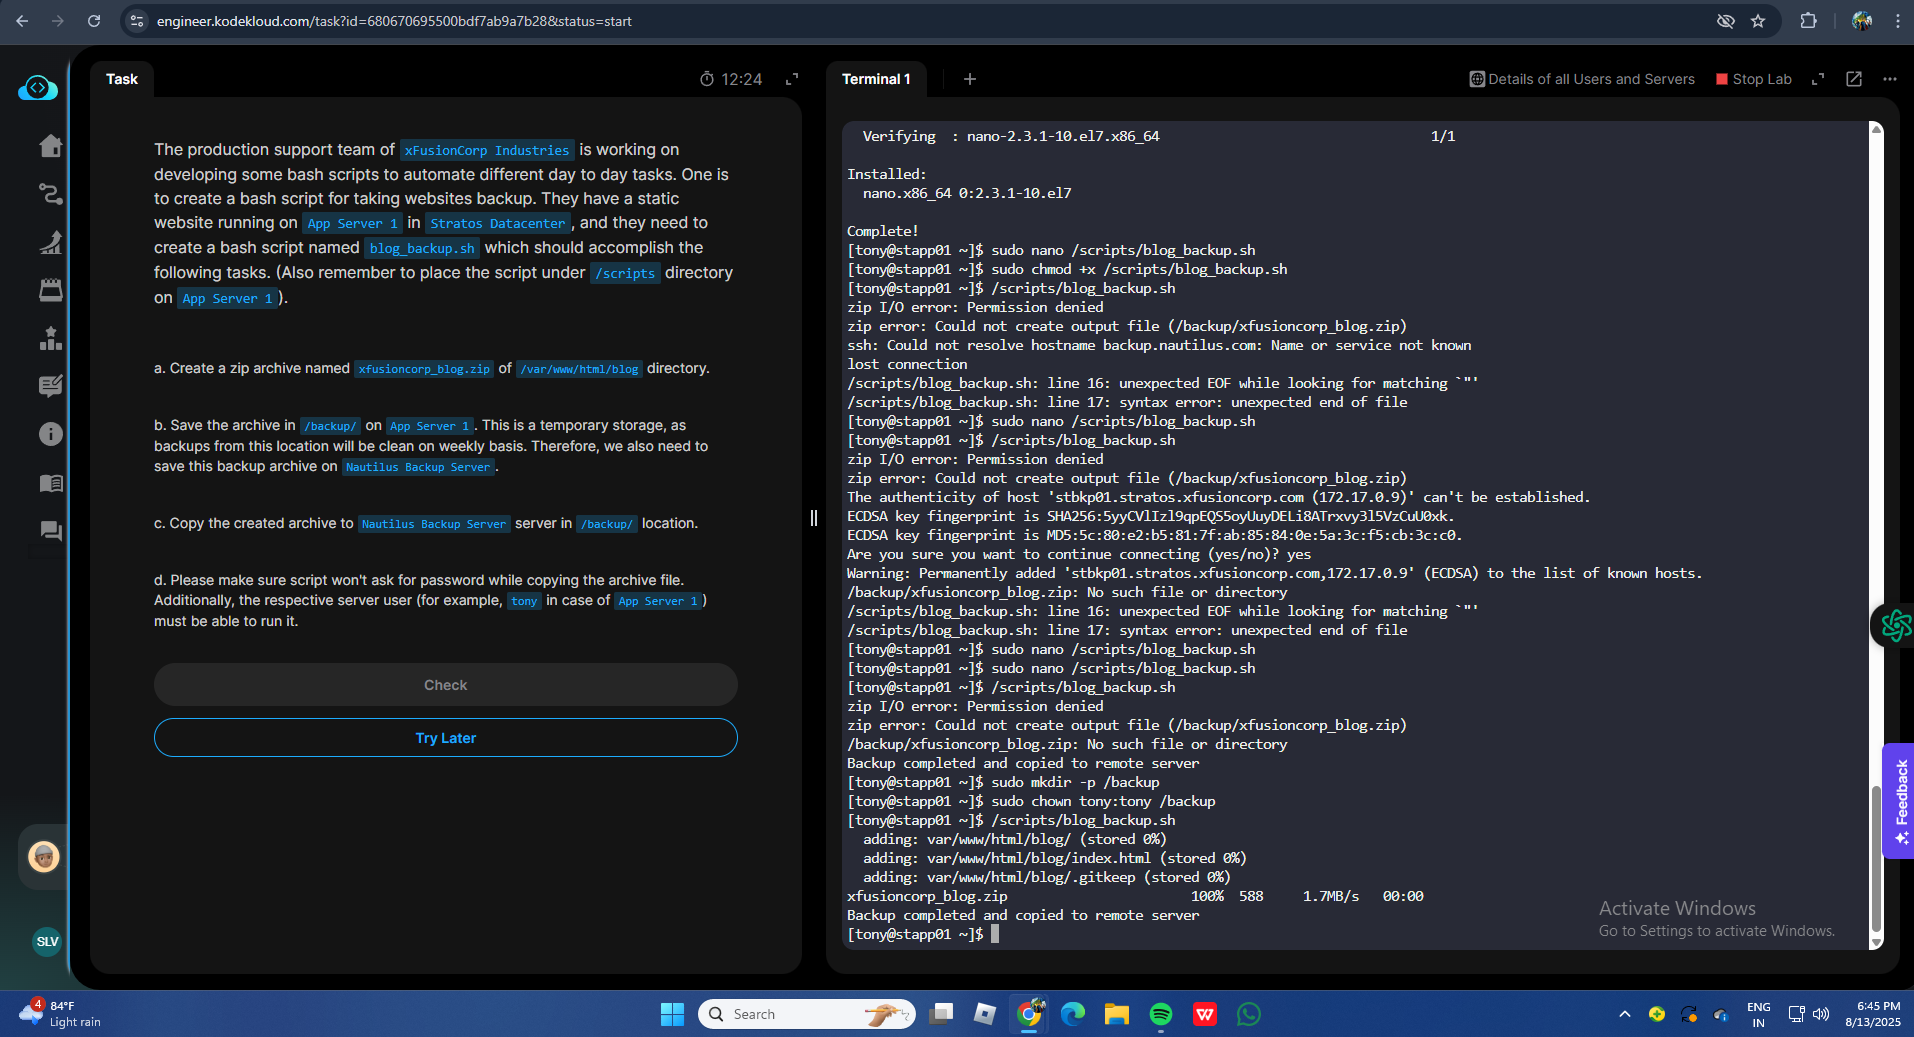 engineer.kodekloud.com/task?id=680670695500bdf7ab9a7b28&status=start
Task
12:24
The production support team of xFusionCorp Industries is working on
developing some bash scripts to automate different day to day tasks. One is
to create a bash script for taking websites backup. They have a static
website running on App Server 1 in Stratos Datacenter, and they need to
create a bash script named blog_backup.sh which should accomplish the
following tasks. (Also remember to place the script under /scripts directory
on App Server 1).
a. Create a zip archive named xfusioncorp_blog.zip of /var/www/html/blog directory.
b. Save the archive in /backup/ on App Server 1. This is a temporary storage, as
backups from this location will be clean on weekly basis. Therefore, we also need to
save this backup archive on Nautilus Backup Server.
c. Copy the created archive to Nautilus Backup Server server in /backup/ location.
d. Please make sure script won't ask for password while copying the archive file.
Additionally, the respective server user (for example, tony in case of App Server 1)
must be able to run it.
Check
Try Later
SLV
Terminal 1
+
Details of all Users and Servers
Stop Lab
Verifying  : nano-2.3.1-10.el7.x86_64 1/1
Installed:
nano.x86_64 0:2.3.1-10.el7
Complete!
[tony@stapp01 ~]$ sudo nano /scripts/blog_backup.sh
[tony@stapp01 ~]$ sudo chmod +x /scripts/blog_backup.sh
[tony@stapp01 ~]$ /scripts/blog_backup.sh
zip I/O error: Permission denied
zip error: Could not create output file (/backup/xfusioncorp_blog.zip)
ssh: Could not resolve hostname backup.nautilus.com: Name or service not known
lost connection
/scripts/blog_backup.sh: line 16: unexpected EOF while looking for matching `"'
/scripts/blog_backup.sh: line 17: syntax error: unexpected end of file
[tony@stapp01 ~]$ sudo nano /scripts/blog_backup.sh
[tony@stapp01 ~]$ /scripts/blog_backup.sh
zip I/O error: Permission denied
zip error: Could not create output file (/backup/xfusioncorp_blog.zip)
The authenticity of host 'stbkp01.stratos.xfusioncorp.com (172.17.0.9)' can't be established.
ECDSA key fingerprint is SHA256:5yyCVlIzl9qpEQS5oyUuyDELi8ATrxvy3l5VzCuU0xk.
ECDSA key fingerprint is MD5:5c:80:e2:b5:81:7f:ab:85:84:0e:5a:3c:f5:cb:3c:c0.
Are you sure you want to continue connecting (yes/no)? yes
Warning: Permanently added 'stbkp01.stratos.xfusioncorp.com,172.17.0.9' (ECDSA) to the list of known hosts.
/backup/xfusioncorp_blog.zip: No such file or directory
/scripts/blog_backup.sh: line 16: unexpected EOF while looking for matching `"'
/scripts/blog_backup.sh: line 17: syntax error: unexpected end of file
[tony@stapp01 ~]$ sudo nano /scripts/blog_backup.sh
[tony@stapp01 ~]$ sudo nano /scripts/blog_backup.sh
[tony@stapp01 ~]$ /scripts/blog_backup.sh
zip I/O error: Permission denied
zip error: Could not create output file (/backup/xfusioncorp_blog.zip)
/backup/xfusioncorp_blog.zip: No such file or directory
Backup completed and copied to remote server
[tony@stapp01 ~]$ sudo mkdir -p /backup
[tony@stapp01 ~]$ sudo chown tony:tony /backup
[tony@stapp01 ~]$ /scripts/blog_backup.sh
adding: var/www/html/blog/ (stored 0%)
adding: var/www/html/blog/index.html (stored 0%)
adding: var/www/html/blog/.gitkeep (stored 0%)
xfusioncorp_blog.zip 100% 588 1.7MB/s 00:00
Backup completed and copied to remote server
[tony@stapp01 ~]$
Activate Windows
Go to Settings to activate Windows.
Feedback
4
84°F
Light rain
Search
W
ENG
IN
6:45 PM
8/13/2025